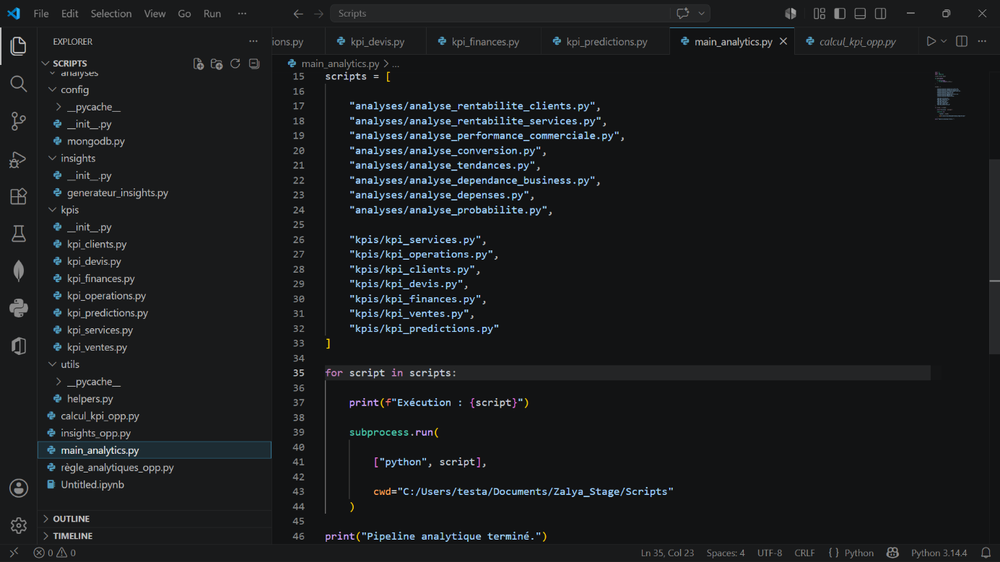 File Edit Selection View Go Run ···
Scripts
EXPLORER
SCRIPTS
analyses
config
__pycache__
__init__.py
mongodb.py
insights
__init__.py
generateur_insights.py
kpis
__init__.py
kpi_clients.py
kpi_devis.py
kpi_finances.py
kpi_operations.py
kpi_predictions.py
kpi_services.py
kpi_ventes.py
utils
__pycache__
helpers.py
calcul_kpi_opp.py
insights_opp.py
main_analytics.py
règle_analytiques_opp.py
Untitled.ipynb
OUTLINE
TIMELINE
ions.py kpi_devis.py kpi_finances.py kpi_predictions.py main_analytics.py calcul_kpi_opp.py
main_analytics.py > ...
15 scripts = [
16
17 "analyses/analyse_rentabilite_clients.py",
18 "analyses/analyse_rentabilite_services.py",
19 "analyses/analyse_performance_commerciale.py",
20 "analyses/analyse_conversion.py",
21 "analyses/analyse_tendances.py",
22 "analyses/analyse_dependance_business.py",
23 "analyses/analyse_depenses.py",
24 "analyses/analyse_probabilite.py",
25
26 "kpis/kpi_services.py",
27 "kpis/kpi_operations.py",
28 "kpis/kpi_clients.py",
29 "kpis/kpi_devis.py",
30 "kpis/kpi_finances.py",
31 "kpis/kpi_ventes.py",
32 "kpis/kpi_predictions.py"
33 ]
34
35 for script in scripts:
36
37 print(f"Exécution : {script}")
38
39 subprocess.run(
40
41 ["python", script],
42
43 cwd="C:/Users/testa/Documents/Zalya_Stage/Scripts"
44 )
45
46 print("Pipeline analytique terminé.")
0 0 Ln 35, Col 23 Spaces: 4 UTF-8 CRLF {} Python Python 3.14.4